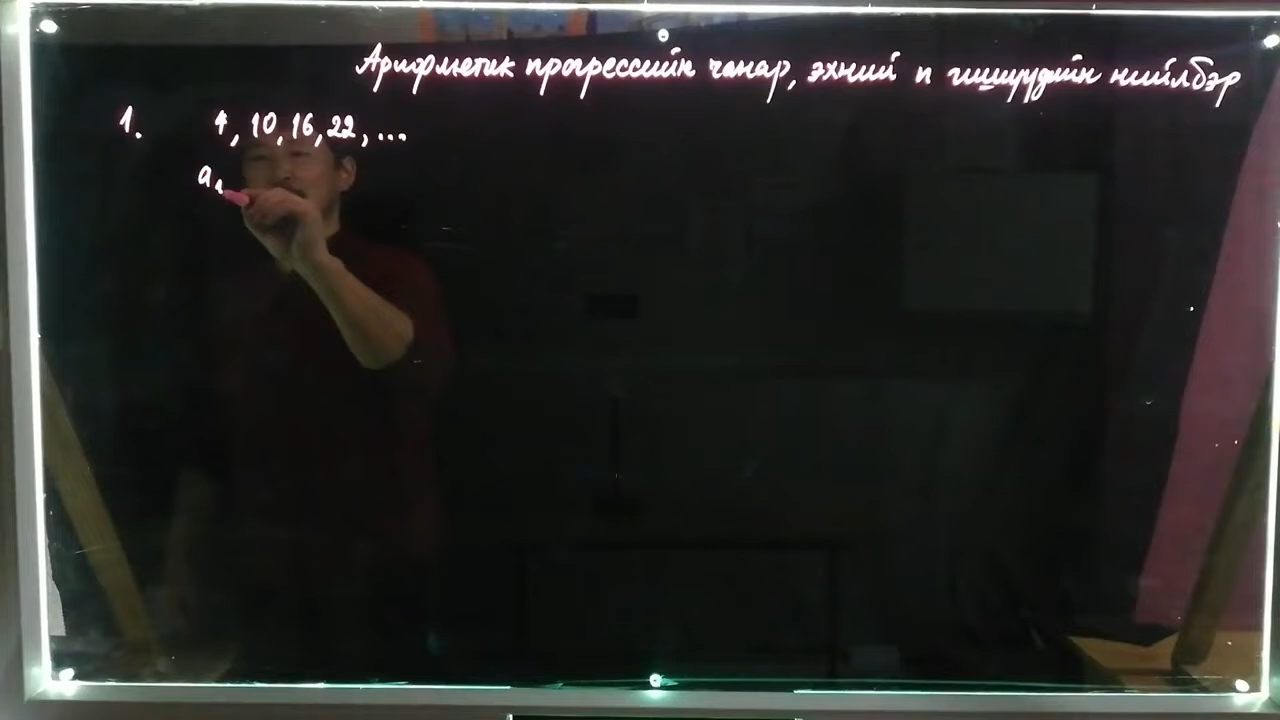 Арифметик прогрессийн чанар, эхний n гишүүдийн нийлбэр
1. 4, 10, 16, 22, ...
a₁